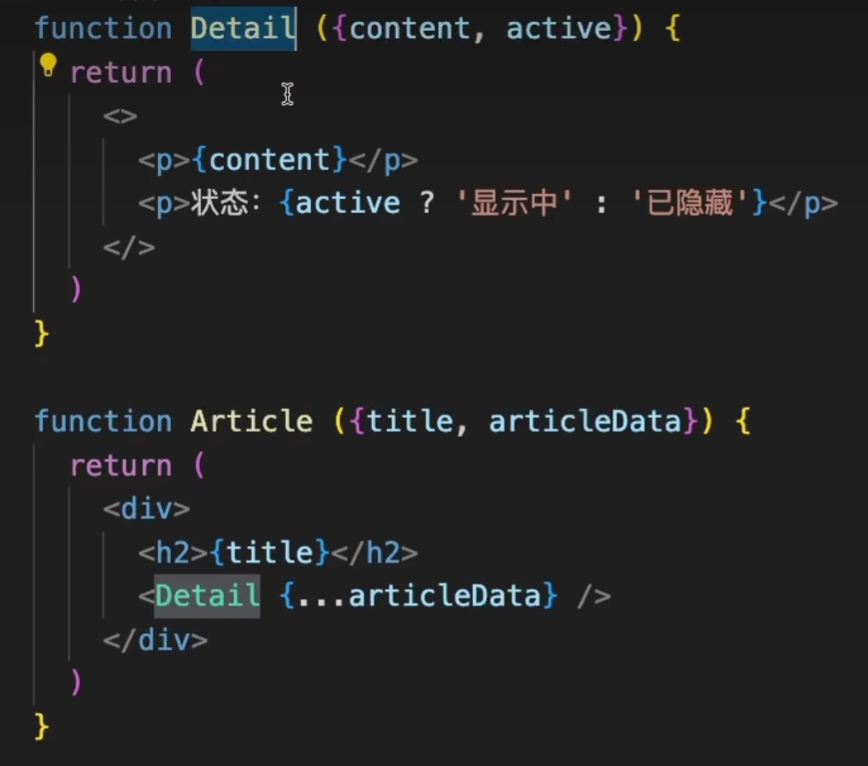 function Detail ({content, active}) {
return (
<>
<p>{content}</p>
<p>状态：{active ? '显示中' : '已隐藏'}</p>
</>
)
}
function Article ({title, articleData}) {
return (
<div>
<h2>{title}</h2>
<Detail {...articleData} />
</div>
)
}